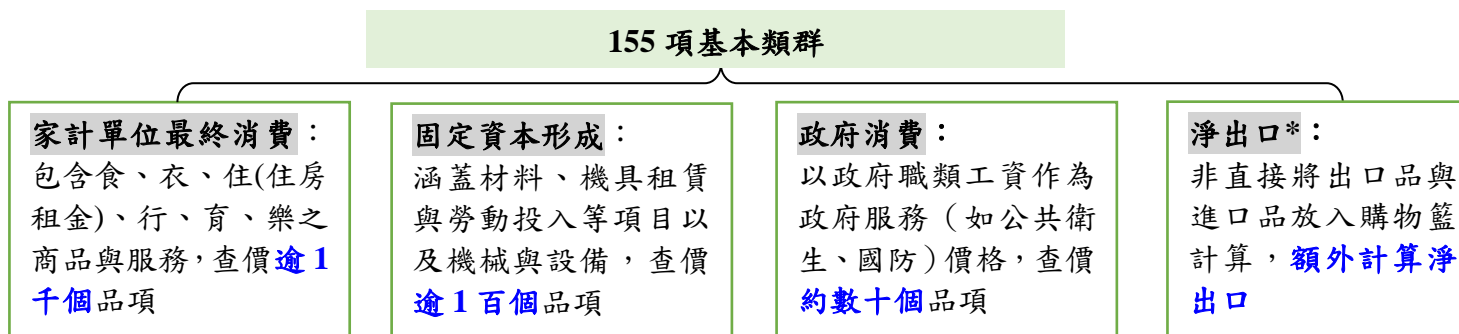 155 項基本類群
家計單位最終消費：
包含食、衣、住(住房
租金)、行、育、樂之
商品與服務，查價逾 1
千個品項
固定資本形成：
涵蓋材料、機具租賃
與勞動投入等項目以
及機械與設備，查價
逾 1 百個品項
政府消費：
以政府職類工資作為
政府服務（如公共衛
生、國防）價格，查價
約數十個品項
淨出口*：
非直接將出口品與
進口品放入購物籃
計算，額外計算淨
出口